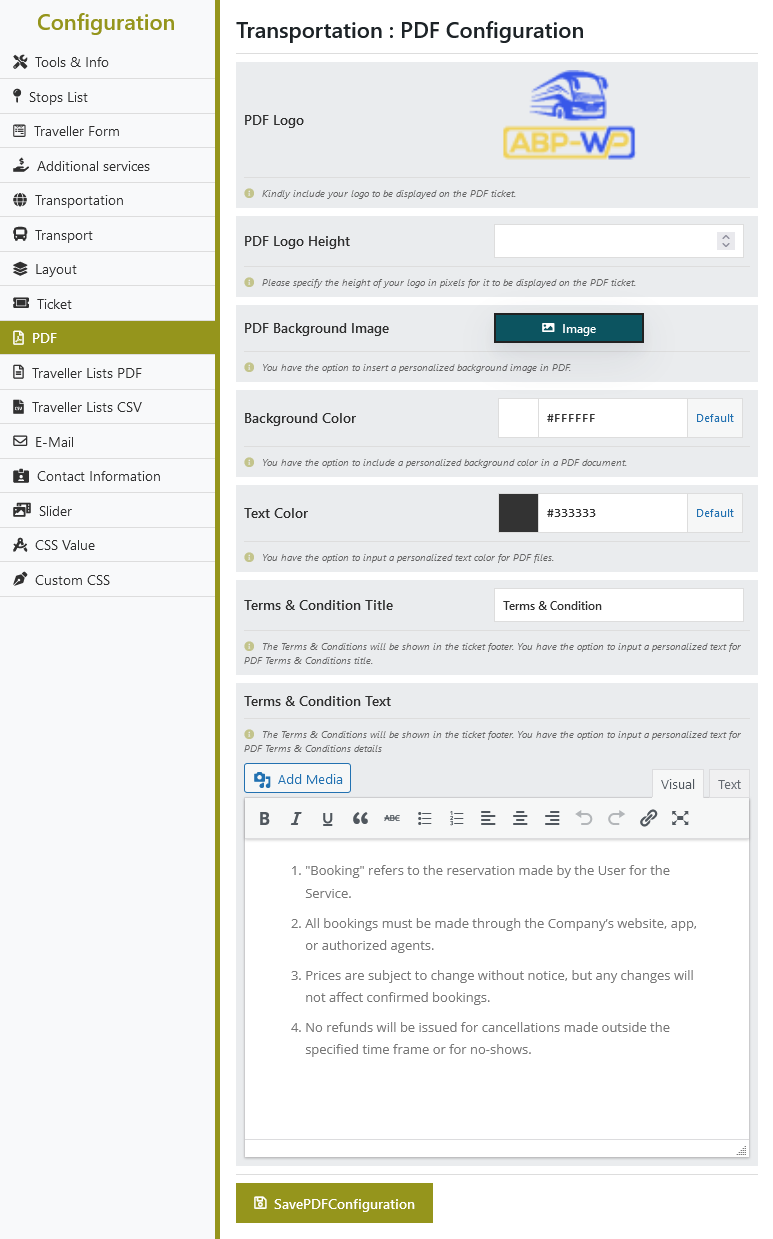 Configuration
Tools & Info
Stops List
Traveller Form
Additional services
Transportation
Transport
Layout
Ticket
PDF
Traveller Lists PDF
Traveller Lists CSV
E-Mail
Contact Information
Slider
CSS Value
Custom CSS
Transportation : PDF Configuration
PDF Logo
ABP-WP
Kindly include your logo to be displayed on the PDF ticket.
PDF Logo Height
Please specify the height of your logo in pixels for it to be displayed on the PDF ticket.
PDF Background Image
Image
You have the option to insert a personalized background image in PDF.
Background Color
#FFFFFF
Default
You have the option to include a personalized background color in a PDF document.
Text Color
#333333
Default
You have the option to input a personalized text color for PDF files.
Terms & Condition Title
Terms & Condition
The Terms & Conditions will be shown in the ticket footer. You have the option to input a personalized text for
PDF Terms & Conditions title.
Terms & Condition Text
The Terms & Conditions will be shown in the ticket footer. You have the option to input a personalized text for
PDF Terms & Conditions details
Add Media
Visual
Text
B I U ABC
1. "Booking" refers to the reservation made by the User for the
Service.
2. All bookings must be made through the Company’s website, app,
or authorized agents.
3. Prices are subject to change without notice, but any changes will
not affect confirmed bookings.
4. No refunds will be issued for cancellations made outside the
specified time frame or for no-shows.
SavePDFConfiguration